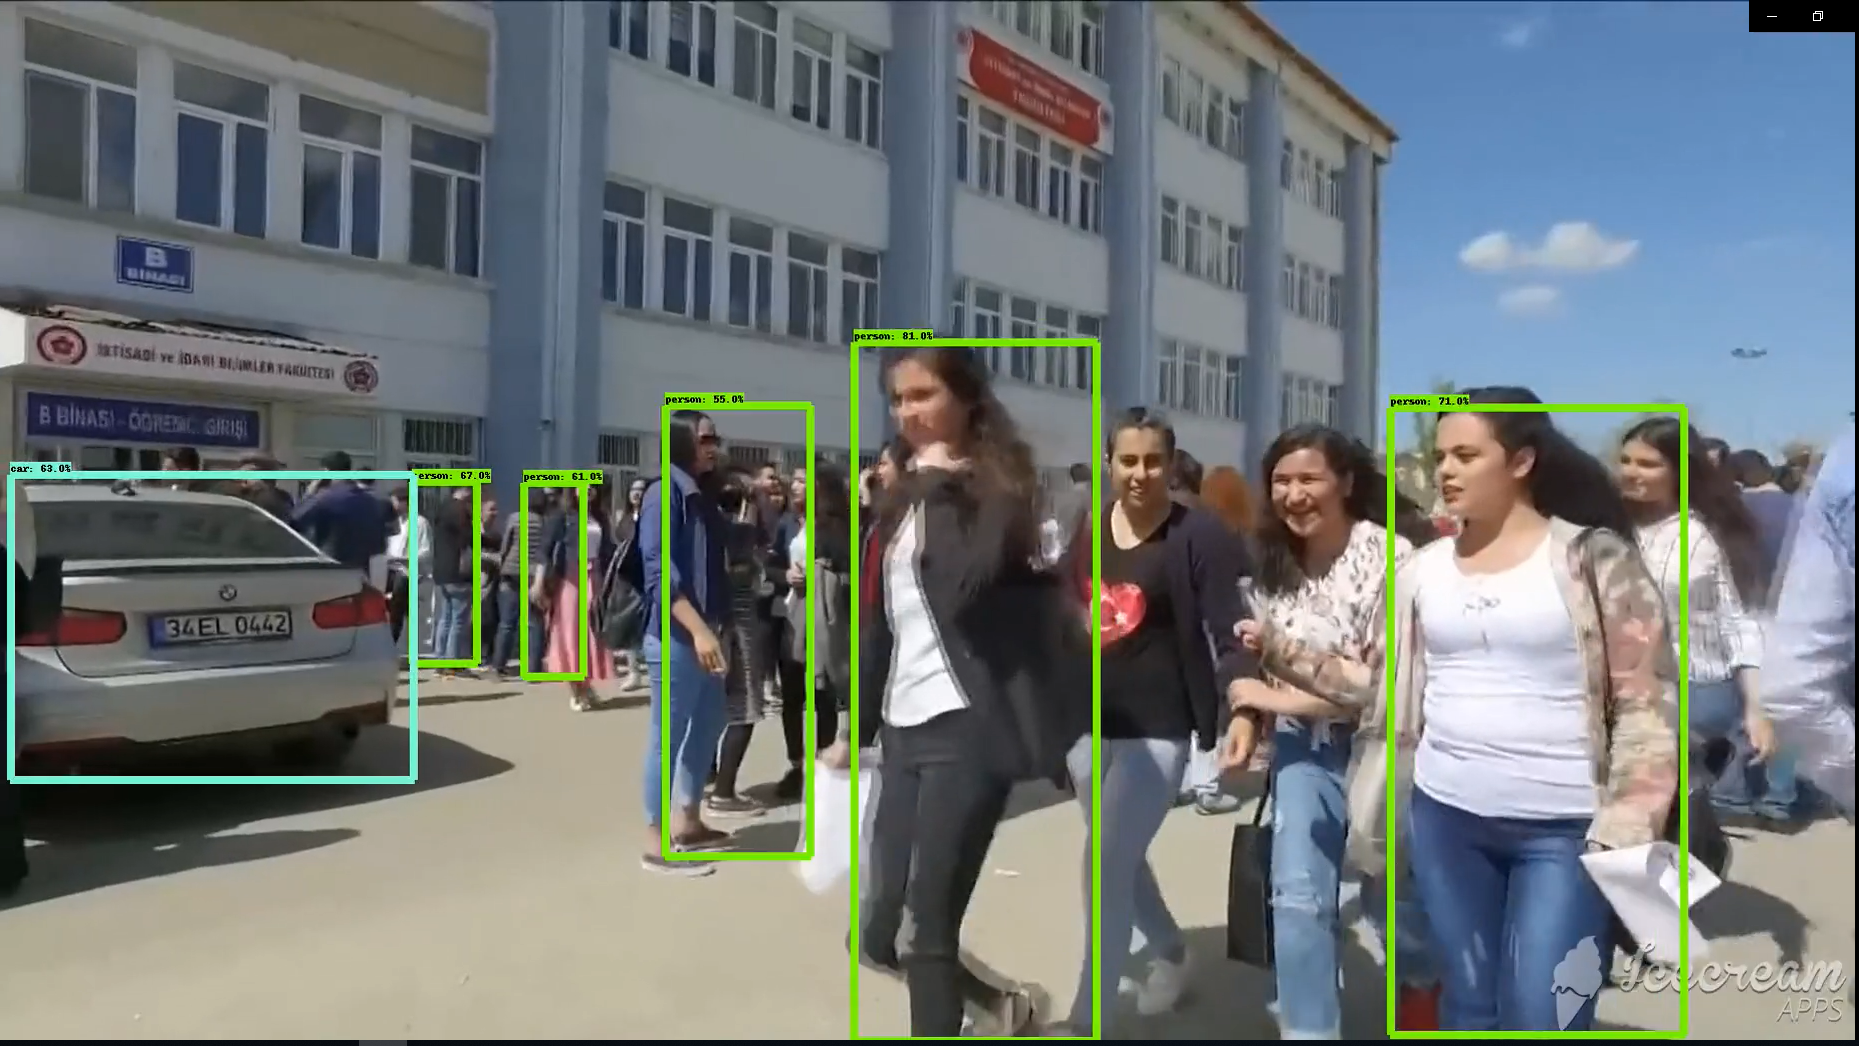 B
BİNASI
İKTİSADİ ve İDARİ BİLİMLER FAKÜLTESİ
B BİNASI - ÖĞRENCİ GİRİŞİ
person: 81.0%
person: 55.0%
person: 71.0%
car: 63.0%
erson: 67.0%
person: 61.0%
34 EL 0442
Icecream
APPS